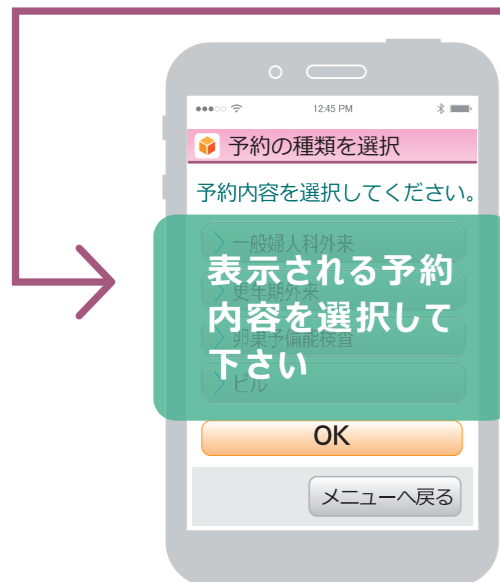 12:45 PM
予約の種類を選択
予約内容を選択してください。
一般婦人科外来
更年期外来
卵巣予備能検査
ピル
表示される予約
内容を選択して
下さい
OK
メニューへ戻る